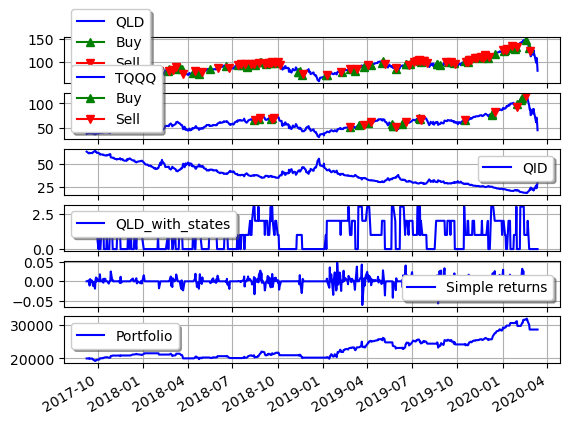 QLD
Buy
Sell
150
100
TQQQ
Buy
Sell
100
50
QID
50
25
QLD_with_states
2.5
0.0
Simple returns
0.05
0.00
−0.05
Portfolio
30000
20000
2017-10
2018-01
2018-04
2018-07
2018-10
2019-01
2019-04
2019-07
2019-10
2020-01
2020-04